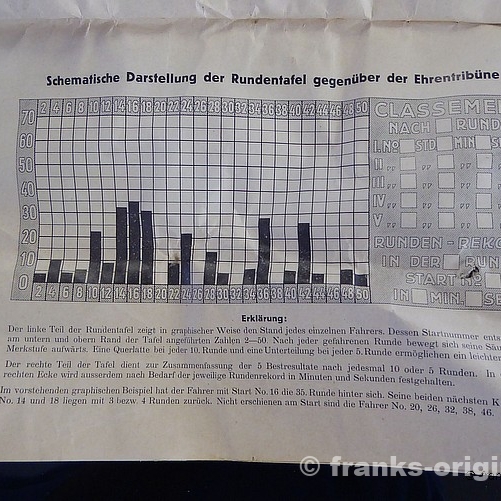 Schematische Darstellung der Rundentafel gegenüber der Ehrentribüne
70 2 4 6 8 10 12 14 16 18 20 22 24 26 28 30 32 34 36 38 40 42 44 46 48 50
60
50
40
30
20
10
0
2 4 6 8 10 12 14 16 18 20 22 24 26 28 30 32 34 36 38 40 42 44 46 48 50
CLASSEME
NACH RUND
I. No STD MIN S
II " " "
III " " "
IV " " "
V " " "
RUNDEN-REKO
IN DER RUN
START No
IN MIN. SE
Erklärung:
Der linke Teil der Rundentafel zeigt in graphischer Weise den Stand jedes einzelnen Fahrers. Dessen Startnummer ents
am untern und obern Rand der Tafel angeführten Zahlen 2—50. Nach jeder gefahrenen Runde bewegt sich seine Säu
Merkstufe aufwärts. Eine Querlatte bei jeder 10. Runde und eine Unterteilung bei jeder 5. Runde ermöglichen ein leichter
Der rechte Teil der Tafel dient zur Zusammenfassung der 5 Bestresultate nach jedesmal 10 oder 5 Runden. In
rechten Ecke wird ausserdem nach Bedarf der jeweilige Rundenrekord in Minuten und Sekunden festgehalten.
Im vorstehenden graphischen Beispiel hat der Fahrer mit Start No. 16 die 35. Runde hinter sich. Seine beiden nächsten K
No. 14 und 18 liegen mit 3 bezw. 4 Runden zurück. Nicht erschienen am Start sind die Fahrer No. 20, 26, 32, 38, 46.
© franks-origi